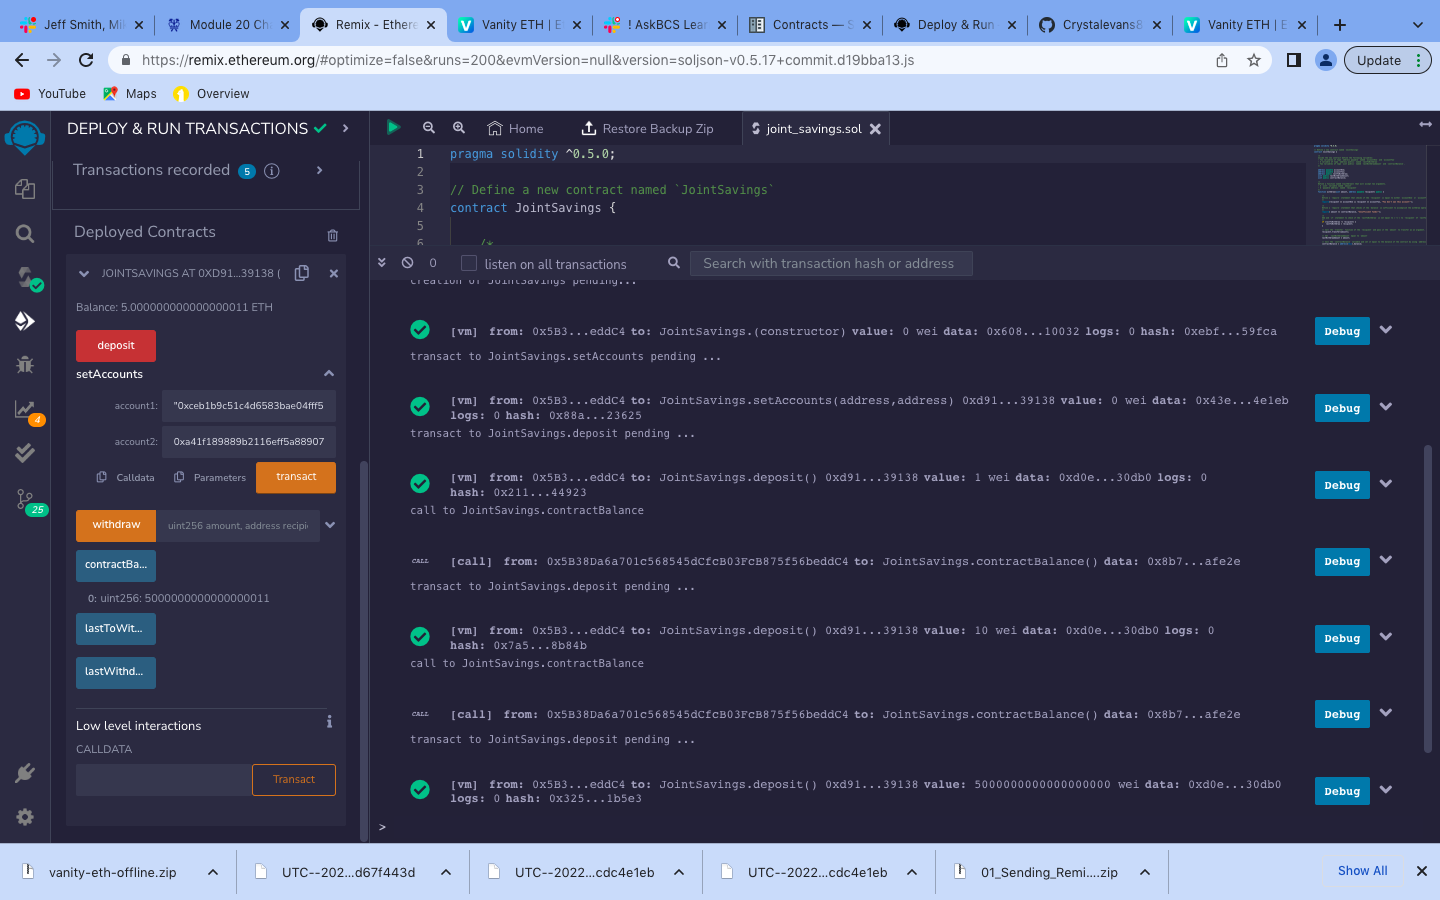 Jeff Smith, Mik
Module 20 Cha
Remix - Ethere
Vanity ETH | E
! AskBCS Lear
Contracts — S
Deploy & Run
Crystalevans8
Vanity ETH | E
https://remix.ethereum.org/#optimize=false&runs=200&evmVersion=null&version=soljson-v0.5.17+commit.d19bba13.js
Update
YouTube
Maps
Overview
DEPLOY & RUN TRANSACTIONS
Transactions recorded 5 i
Deployed Contracts
JOINTSAVINGS AT 0XD91...39138 (
Balance: 5.000000000000000011 ETH
deposit
setAccounts
account1: "0xceb1b9c51c4d6583bae04fff5
account2: 0xa41f189889b2116eff5a88907
Calldata
Parameters
transact
withdraw
uint256 amount, address recipi
contractBa...
0: uint256: 5000000000000000011
lastToWit...
lastWithd...
Low level interactions
CALLDATA
Transact
4
25
Home
Restore Backup Zip
joint_savings.sol
1 pragma solidity ^0.5.0;
2
3 // Define a new contract named `JointSavings`
4 contract JointSavings {
5
6 /*
0
listen on all transactions
Search with transaction hash or address
creation of JointSavings pending...
[vm] from: 0x5B3...eddC4 to: JointSavings.(constructor) value: 0 wei data: 0x608...10032 logs: 0 hash: 0xebf...59fca
Debug
transact to JointSavings.setAccounts pending ...
[vm] from: 0x5B3...eddC4 to: JointSavings.setAccounts(address,address) 0xd91...39138 value: 0 wei data: 0x43e...4e1eb
logs: 0 hash: 0x88a...23625
Debug
transact to JointSavings.deposit pending ...
[vm] from: 0x5B3...eddC4 to: JointSavings.deposit() 0xd91...39138 value: 1 wei data: 0xd0e...30db0 logs: 0
hash: 0x211...44923
Debug
call to JointSavings.contractBalance
CALL [call] from: 0x5B38Da6a701c568545dCfcB03FcB875f56beddC4 to: JointSavings.contractBalance() data: 0x8b7...afe2e
Debug
transact to JointSavings.deposit pending ...
[vm] from: 0x5B3...eddC4 to: JointSavings.deposit() 0xd91...39138 value: 10 wei data: 0xd0e...30db0 logs: 0
hash: 0x7a5...8b84b
Debug
call to JointSavings.contractBalance
CALL [call] from: 0x5B38Da6a701c568545dCfcB03FcB875f56beddC4 to: JointSavings.contractBalance() data: 0x8b7...afe2e
Debug
transact to JointSavings.deposit pending ...
[vm] from: 0x5B3...eddC4 to: JointSavings.deposit() 0xd91...39138 value: 5000000000000000000 wei data: 0xd0e...30db0
logs: 0 hash: 0x325...1b5e3
Debug
>
vanity-eth-offline.zip
UTC--202...d67f443d
UTC--2022...cdc4e1eb
UTC--2022...cdc4e1eb
01_Sending_Remi....zip
Show All